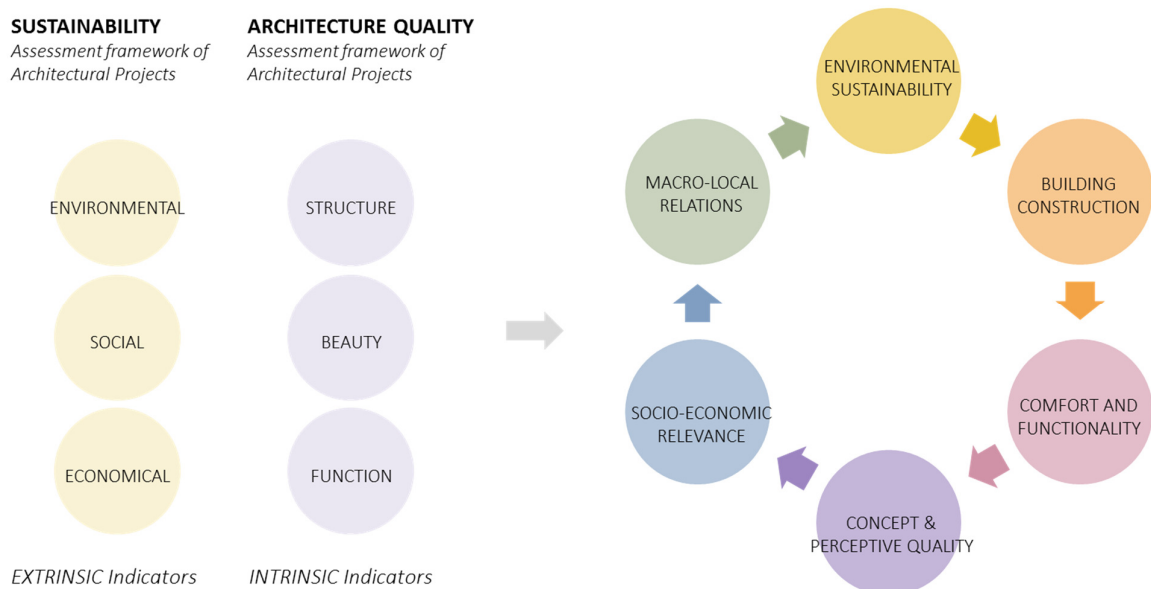 SUSTAINABILITY
Assessment framework of
Architectural Projects
ENVIRONMENTAL
SOCIAL
ECONOMICAL
EXTRINSIC Indicators
ARCHITECTURE QUALITY
Assessment framework of
Architectural Projects
STRUCTURE
BEAUTY
FUNCTION
INTRINSIC Indicators
ENVIRONMENTAL
SUSTAINABILITY
BUILDING
CONSTRUCTION
COMFORT AND
FUNCTIONALITY
CONCEPT &
PERCEPTIVE QUALITY
SOCIO-ECONOMIC
RELEVANCE
MACRO-LOCAL
RELATIONS